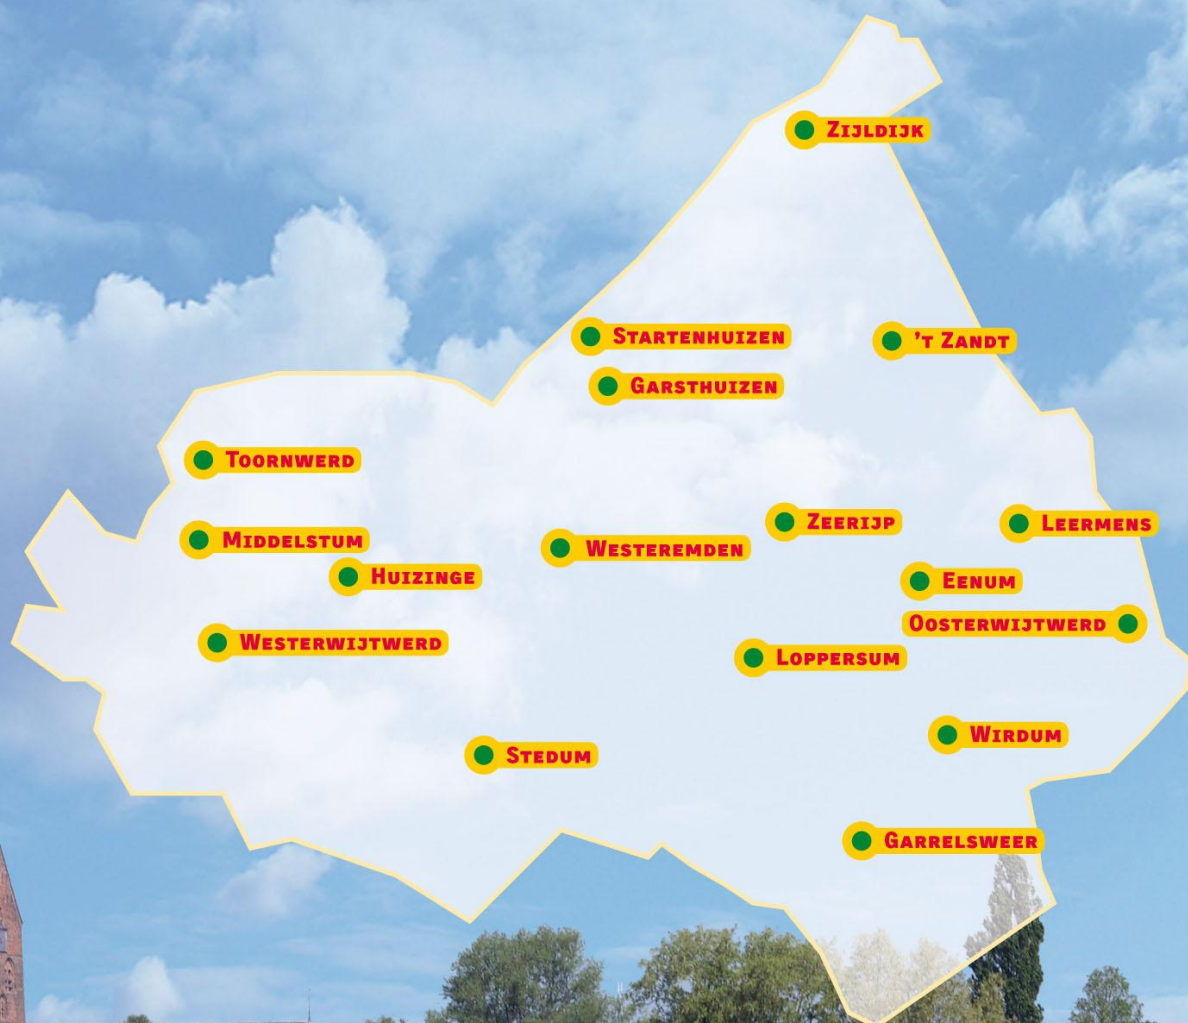 Zijldijk
Startenhuizen
't Zandt
Garsthuizen
Toornwerd
Zeerijp
Leermens
Middelstum
Westeremden
Huizinge
Eenum
Oosterwijtwerd
Westerwijtwerd
Loppersum
Wirdum
Stedum
Garrelsweer